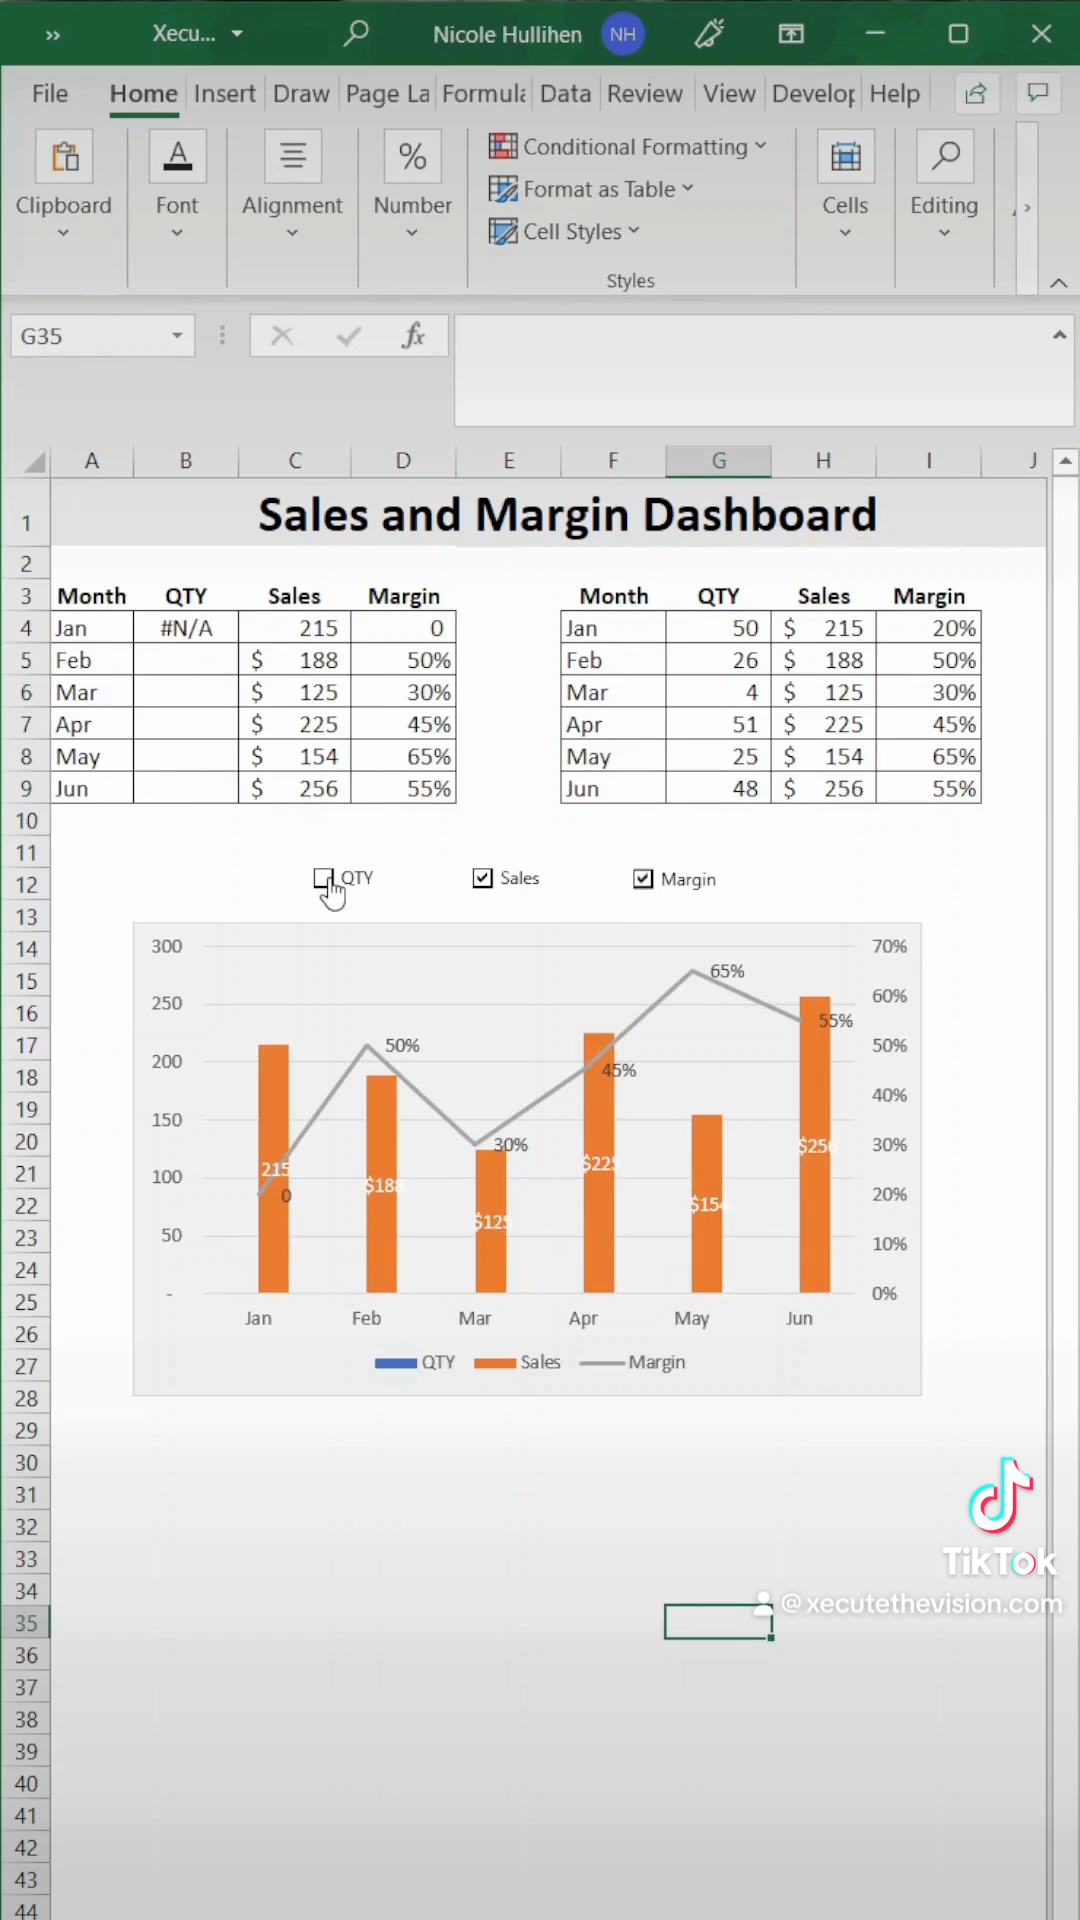 Xecu...
Nicole Hullihen NH
File Home Insert Draw Page La Formula Data Review View Develop Help
Conditional Formatting
Format as Table
Cell Styles
Clipboard Font Alignment Number Cells Editing
Styles
G35 fx
A B C D E F G H I J
1 Sales and Margin Dashboard
2
3 Month QTY Sales Margin Month QTY Sales Margin
4 Jan #N/A 215 0 Jan 50 $ 215 20%
5 Feb $ 188 50% Feb 26 $ 188 50%
6 Mar $ 125 30% Mar 4 $ 125 30%
7 Apr $ 225 45% Apr 51 $ 225 45%
8 May $ 154 65% May 25 $ 154 65%
9 Jun $ 256 55% Jun 48 $ 256 55%
10
11
12 QTY Sales Margin
13
14 300 70%
65%
15
16 250 60%
55%
17 50% 50%
18 200
45%
40%
19
20 150 30% 30%
$256
21 215 $225
100 $188
22 0 20%
$125 $154
23 50
10%
24
25 - 0%
26 Jan Feb Mar Apr May Jun
27 QTY Sales Margin
28
29
30
31
32
33
TikTok
34
@xecutethevision.com
35
36
37
38
39
40
41
42
43
44